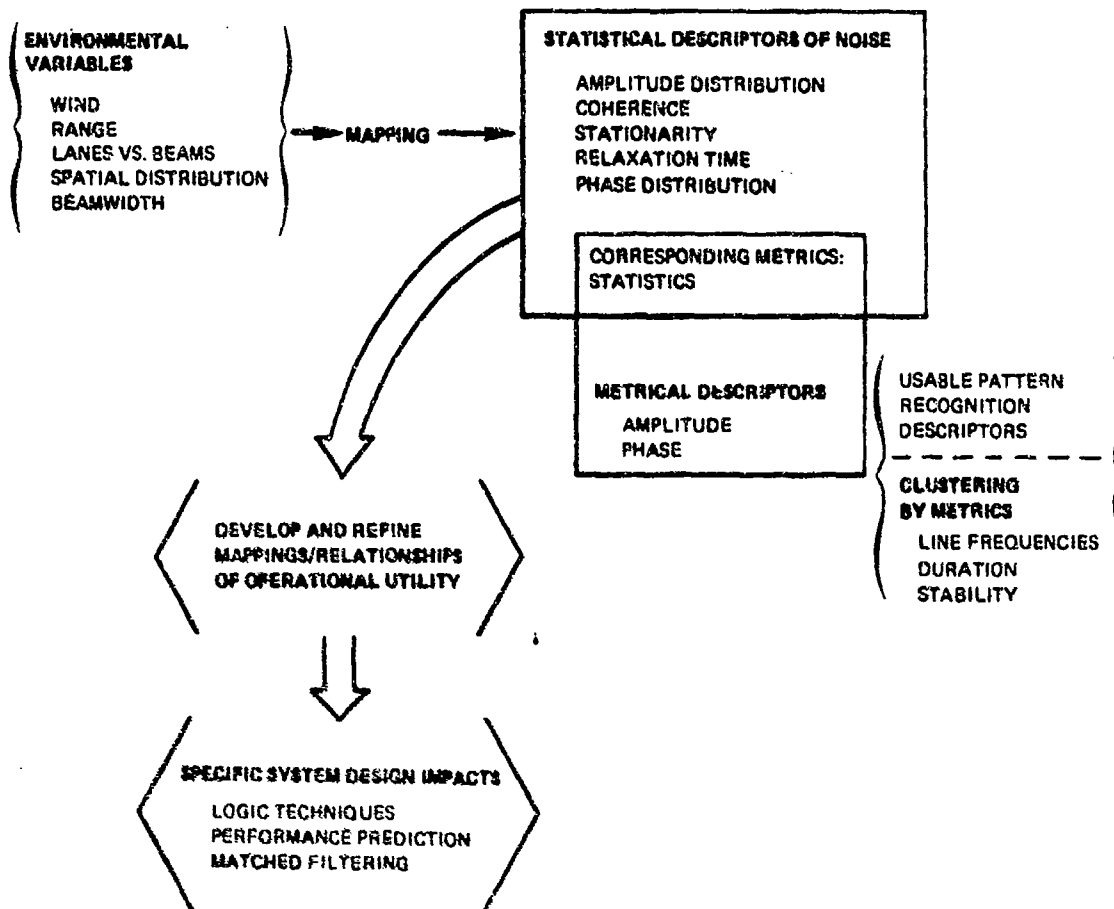 ENVIRONMENTAL
VARIABLES
WIND
RANGE
LANES VS. BEAMS
SPATIAL DISTRIBUTION
BEAMWIDTH
MAPPING
STATISTICAL DESCRIPTORS OF NOISE
AMPLITUDE DISTRIBUTION
COHERENCE
STATIONARITY
RELAXATION TIME
PHASE DISTRIBUTION
CORRESPONDING METRICS:
STATISTICS
METRICAL DESCRIPTORS
AMPLITUDE
PHASE
USABLE PATTERN
RECOGNITION
DESCRIPTORS
CLUSTERING
BY METRICS
LINE FREQUENCIES
DURATION
STABILITY
DEVELOP AND REFINE
MAPPINGS/RELATIONSHIPS
OF OPERATIONAL UTILITY
SPECIFIC SYSTEM DESIGN IMPACTS
LOGIC TECHNIQUES
PERFORMANCE PREDICTION
MATCHED FILTERING